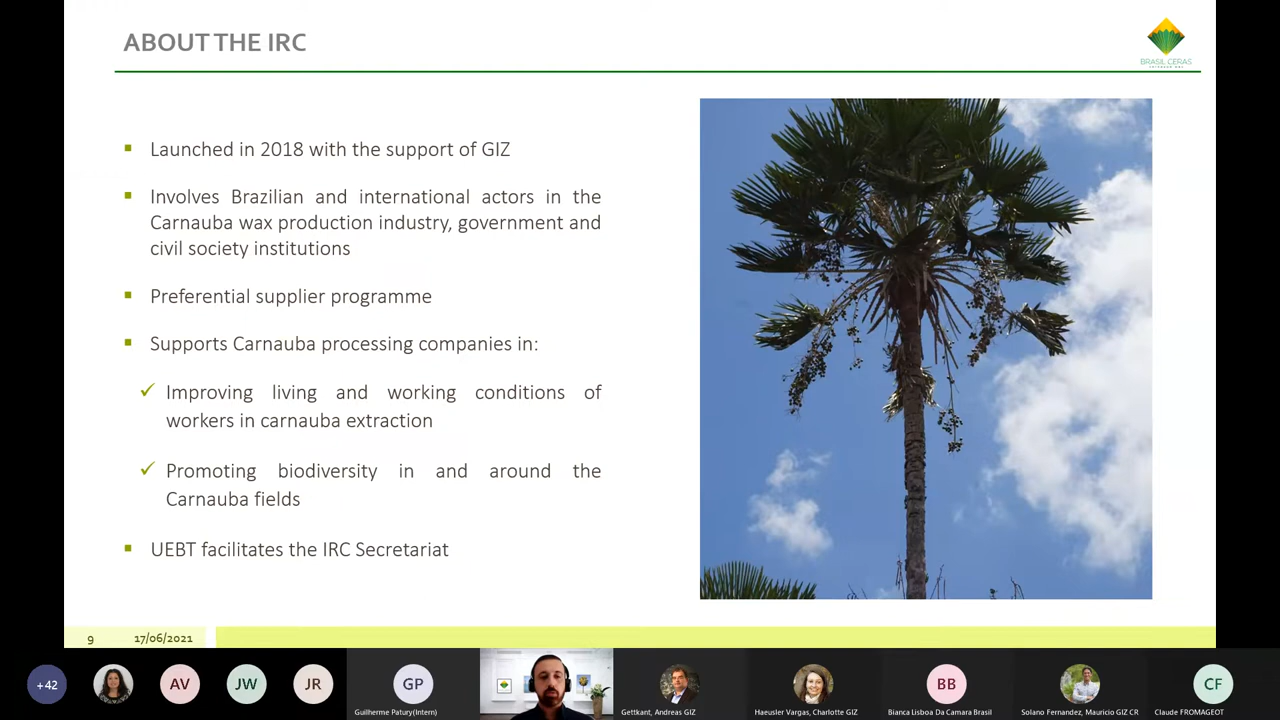 ABOUT THE IRC
BRASIL CERAS
Launched in 2018 with the support of GIZ
Involves Brazilian and international actors in the
Carnauba wax production industry, government and
civil society institutions
Preferential supplier programme
Supports Carnauba processing companies in:
Improving living and working conditions of
workers in carnauba extraction
Promoting biodiversity in and around the
Carnauba fields
UEBT facilitates the IRC Secretariat
9 17/06/2021
+42 AV JW JR GP BB CF
Guilherme Patury(Intern) Gettkant, Andreas GIZ Haeusler Vargas, Charlotte GIZ Bianca Lisboa Da Camara Brasil Solano Fernandez, Mauricio GIZ CR Claude FROMAGEOT